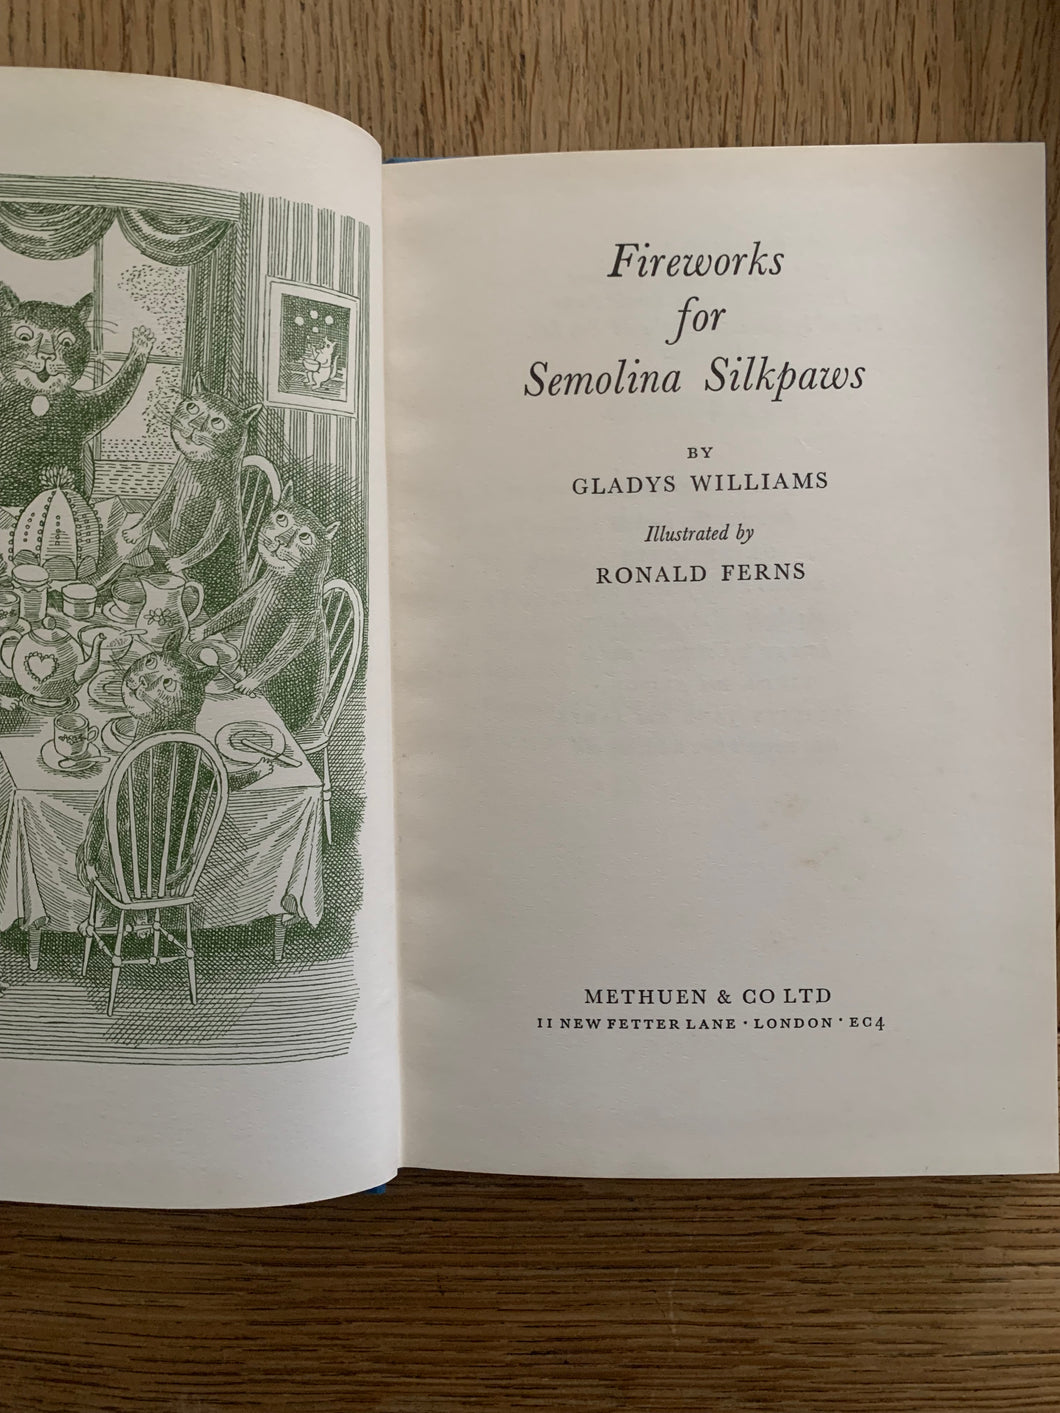 Fireworks
for
Semolina Silkpaws
BY
GLADYS WILLIAMS
Illustrated by
RONALD FERNS
METHUEN & CO LTD
11 NEW FETTER LANE · LONDON · EC4